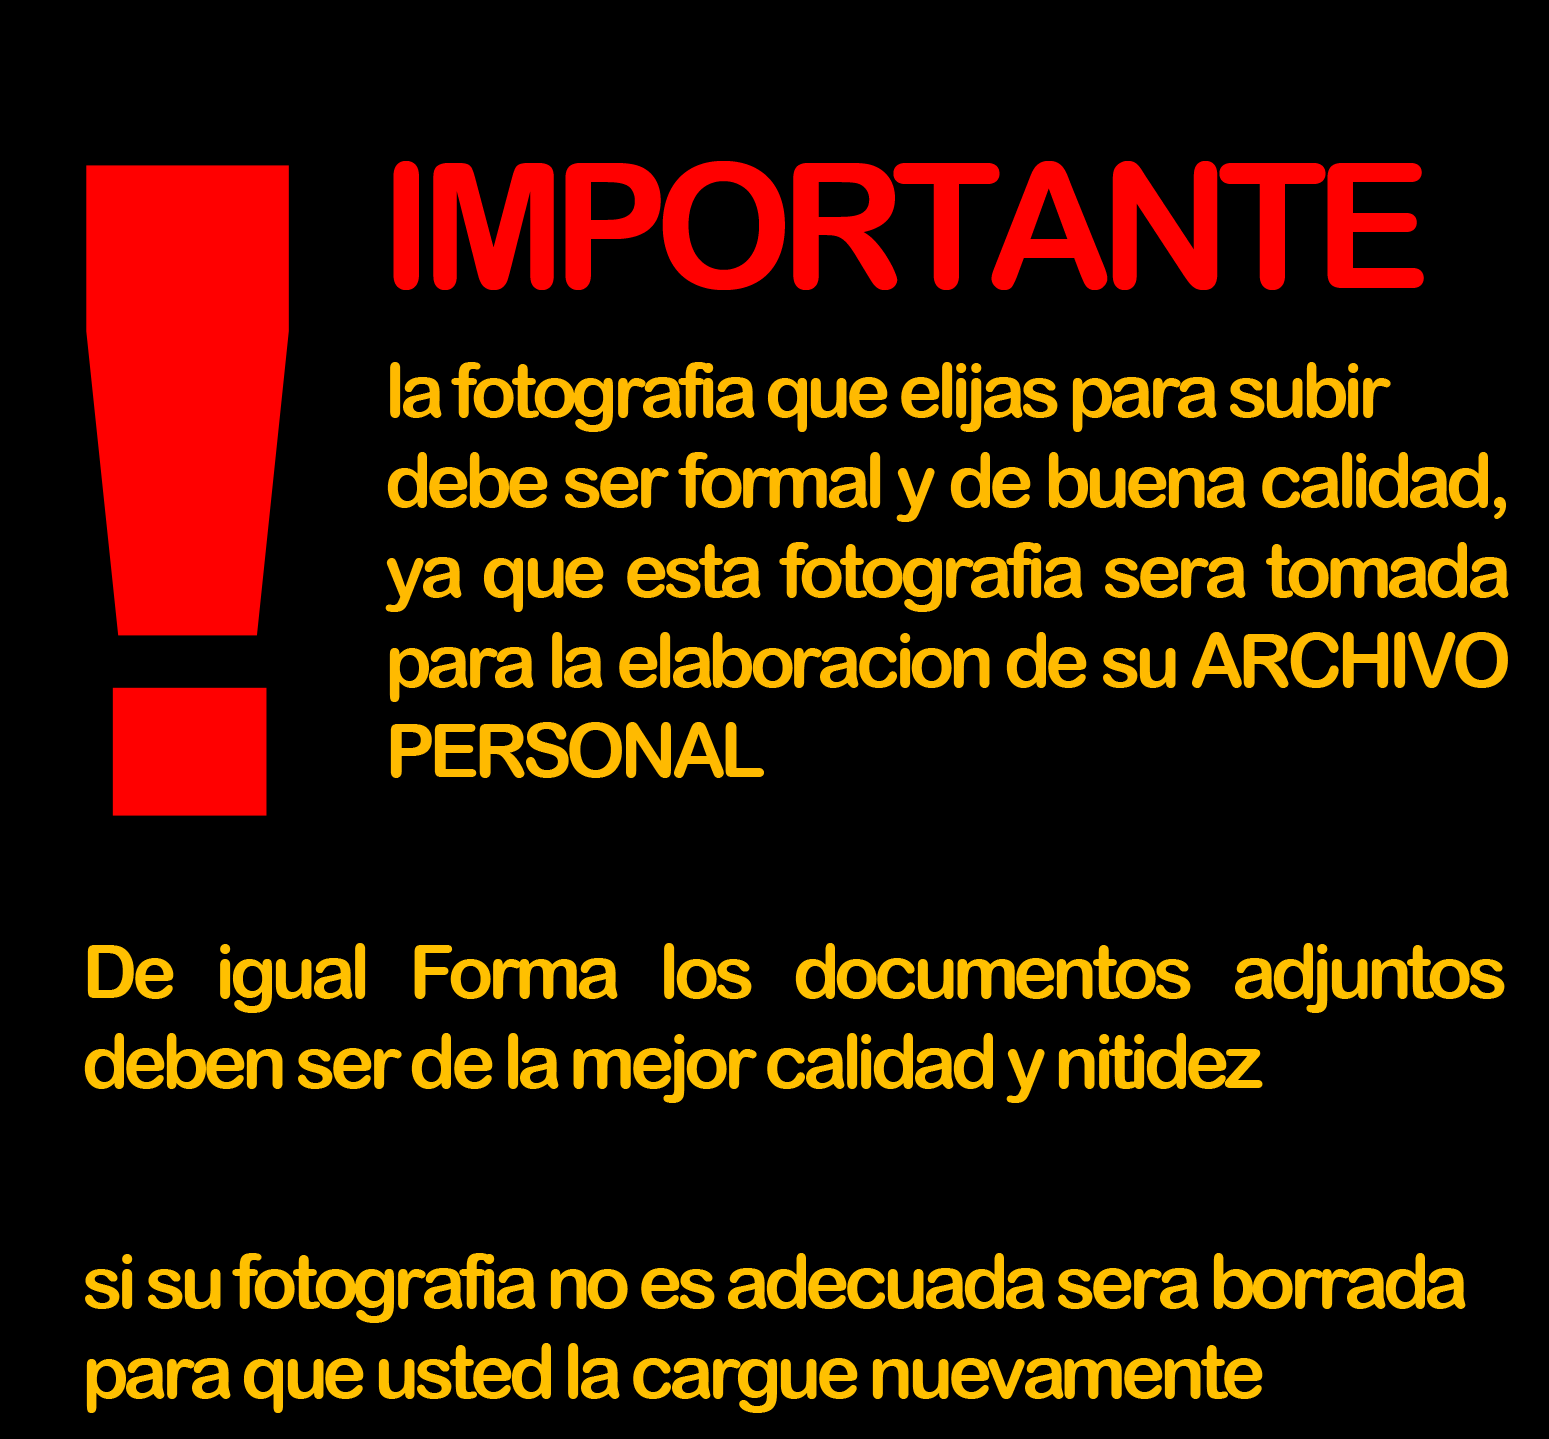 IMPORTANTE
la fotografia que elijas para subir
debe ser formal y de buena calidad,
ya que esta fotografia sera tomada
para la elaboracion de su ARCHIVO
PERSONAL
De igual Forma los documentos adjuntos
deben ser de la mejor calidad y nitidez
si su fotografia no es adecuada sera borrada
para que usted la cargue nuevamente